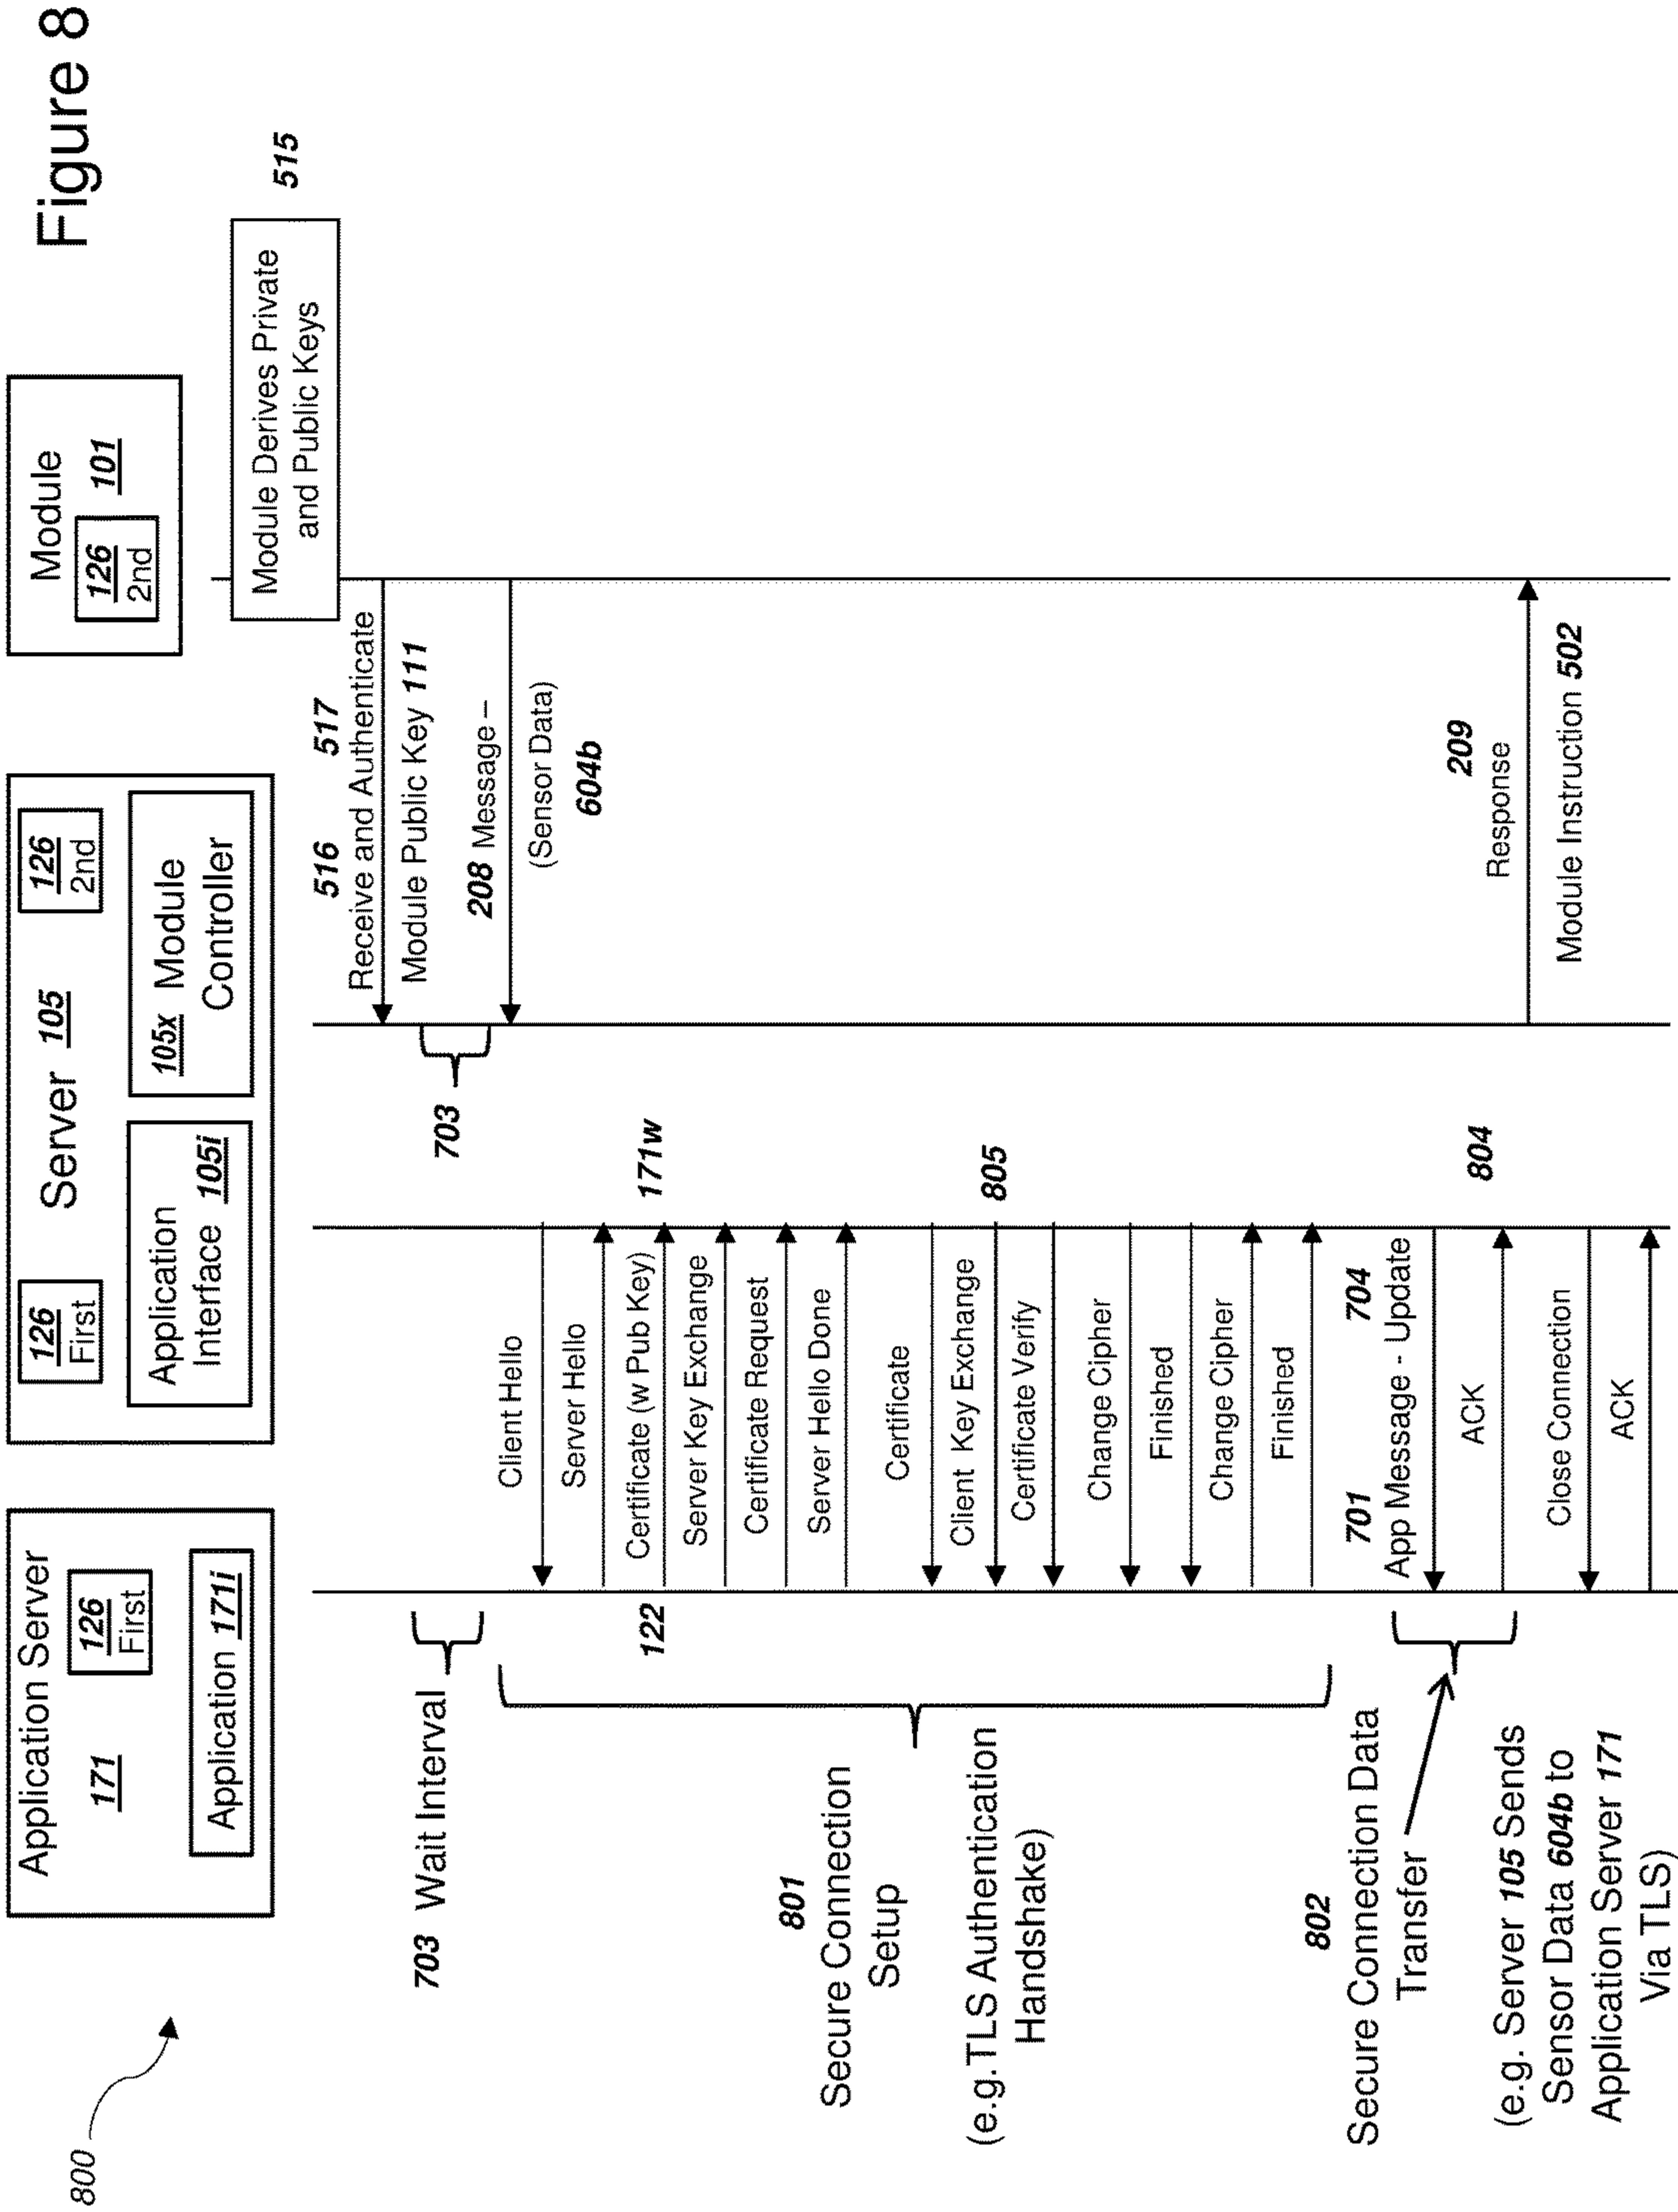 Figure 8
800
Application Server
171
126
First
Application 171i
126
First
Server 105
126
2nd
Application
Interface 105i
105x Module
Controller
Module
126
2nd
101
Module Derives Private
and Public Keys
515
516 517
Receive and Authenticate
Module Public Key 111
703 Wait Interval
703
208 Message –
(Sensor Data)
604b
Client Hello
Server Hello
122
Certificate (w Pub Key)
171w
Server Key Exchange
Certificate Request
Server Hello Done
801
Secure Connection
Setup
(e.g.TLS Authentication
Handshake)
Certificate
Client Key Exchange
805
Certificate Verify
Change Cipher
Finished
Change Cipher
Finished
802
Secure Connection Data
Transfer
(e.g. Server 105 Sends
Sensor Data 604b to
Application Server 171
Via TLS)
701 704
App Message - Update
ACK
804
Close Connection
ACK
209
Response
Module Instruction 502